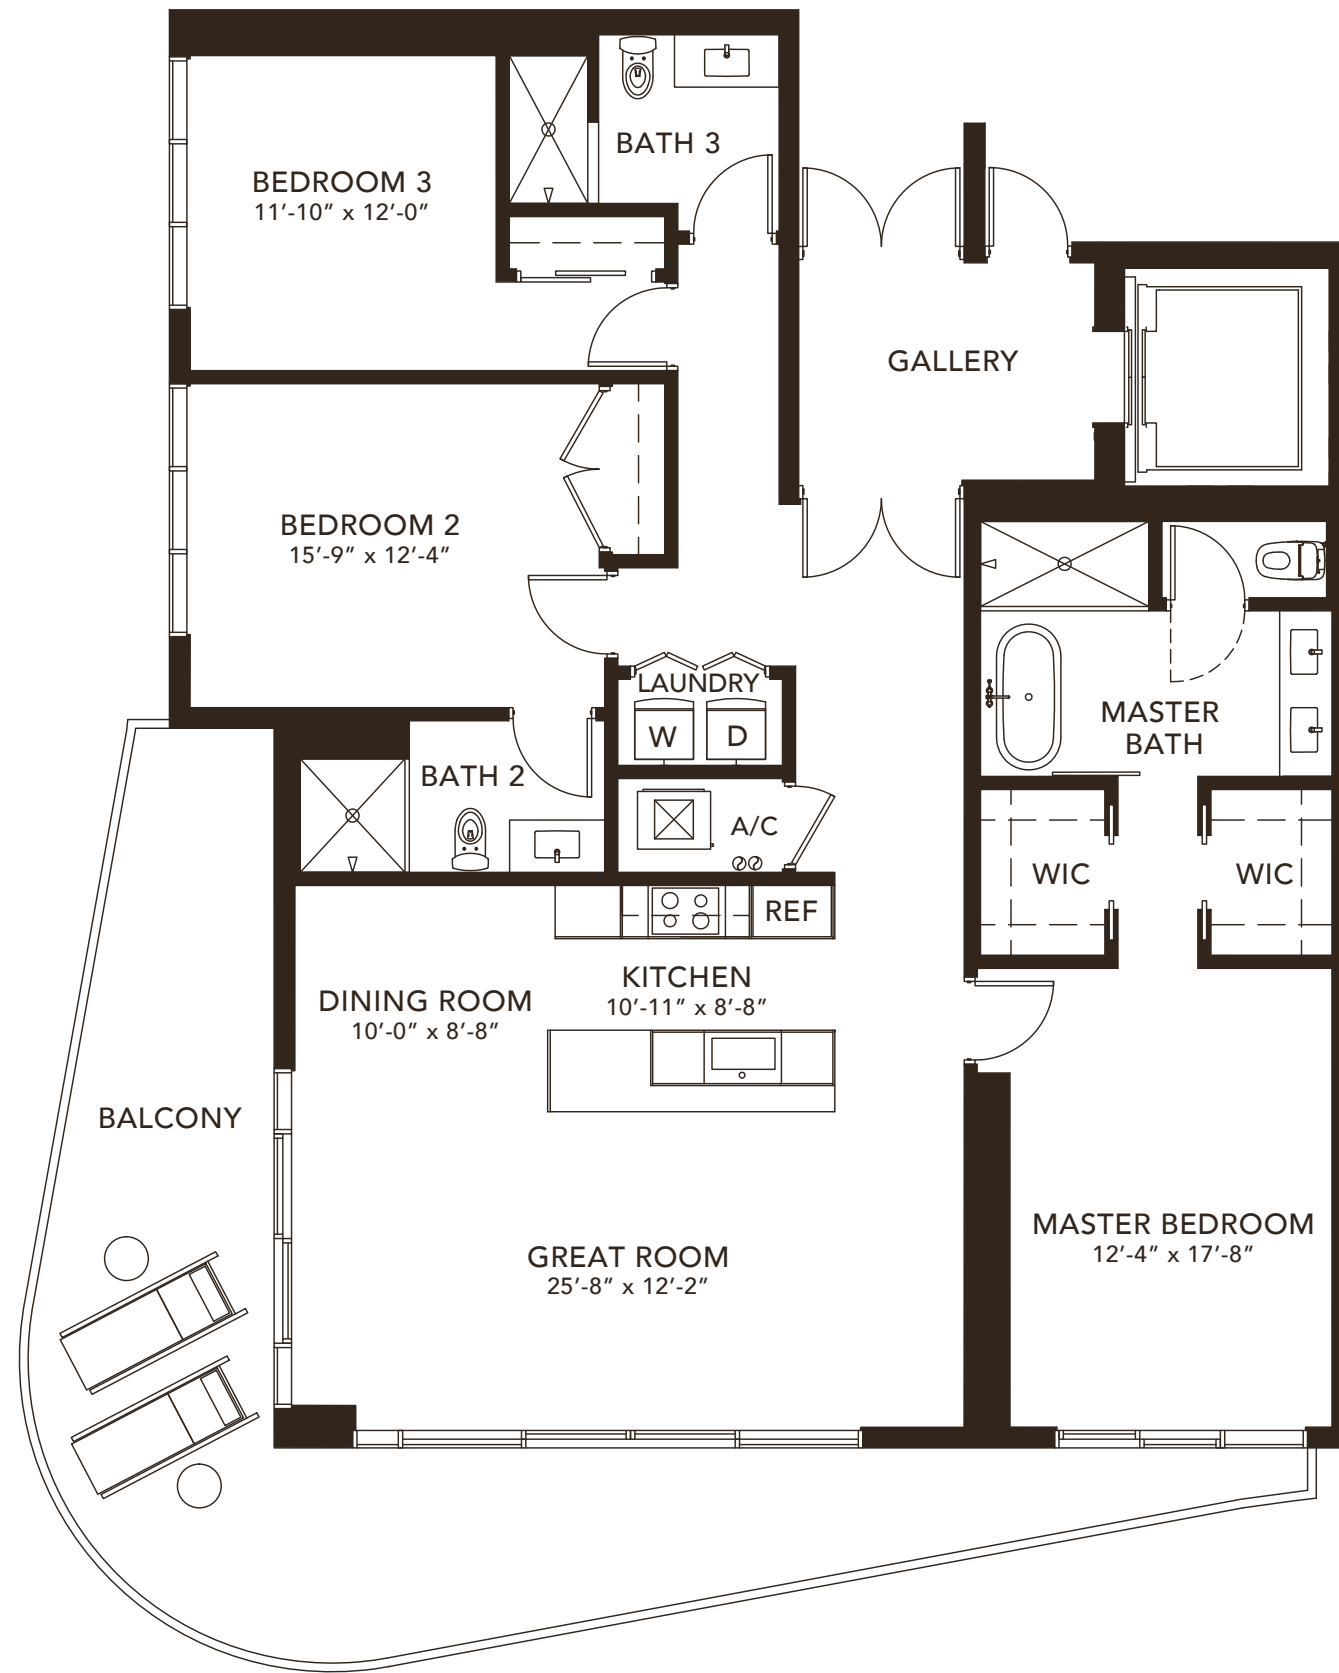 BATH 3
BEDROOM 3
11'-10" x 12'-0"
GALLERY
BEDROOM 2
15'-9" x 12'-4"
LAUNDRY
W
D
MASTER
BATH
BATH 2
A/C
WIC
WIC
REF
KITCHEN
10'-11" x 8'-8"
DINING ROOM
10'-0" x 8'-8"
BALCONY
MASTER BEDROOM
12'-4" x 17'-8"
GREAT ROOM
25'-8" x 12'-2"